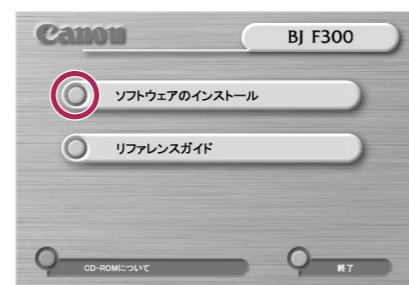 Canon
BJ F300
ソフトウェアのインストール
リファレンスガイド
CD-ROMについて
終了